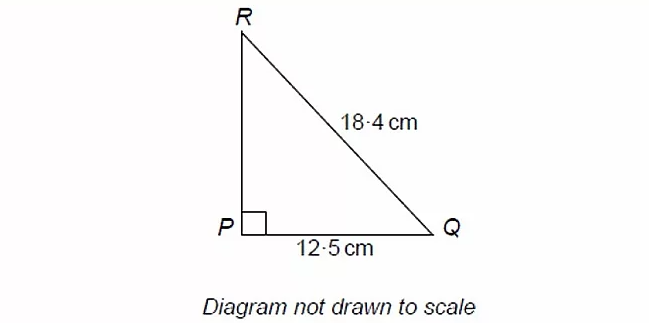 R
18·4 cm
P
Q
12·5 cm
Diagram not drawn to scale